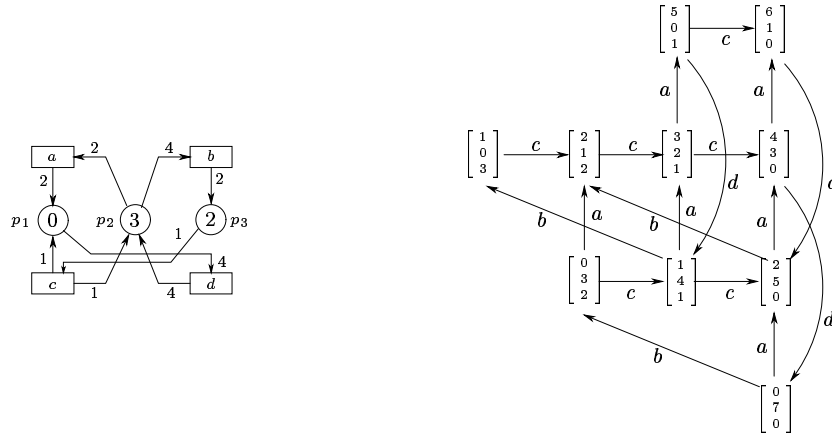 5 6
0 c 1
1 0
a a
1 2 3 4
0 c 1 c 2 c 3
3 2 1 0
a 2 4 b
2 2
p1 0 p2 3 2 p3
1
1 4
c 1 4 d
d d
b a b a a
0 1 2
3 c 4 c 5
2 1 0
d
b a
0
7
0